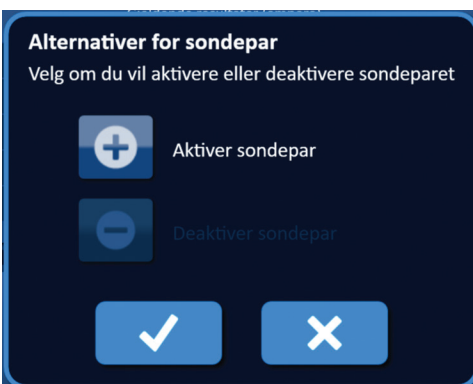 Alternativer for sondepar
Velg om du vil aktivere eller deaktivere sondeparet
Aktiver sondepar
Deaktiver sondepar